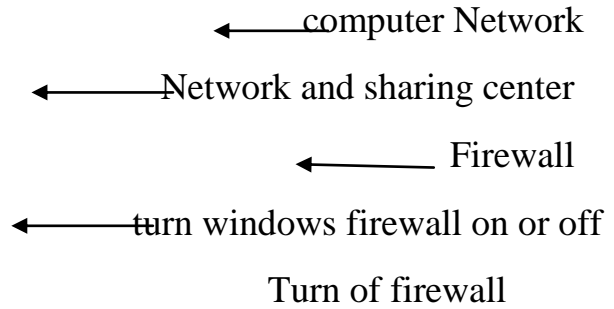 computer Network
Network and sharing center
Firewall
turn windows firewall on or off
Turn of firewall